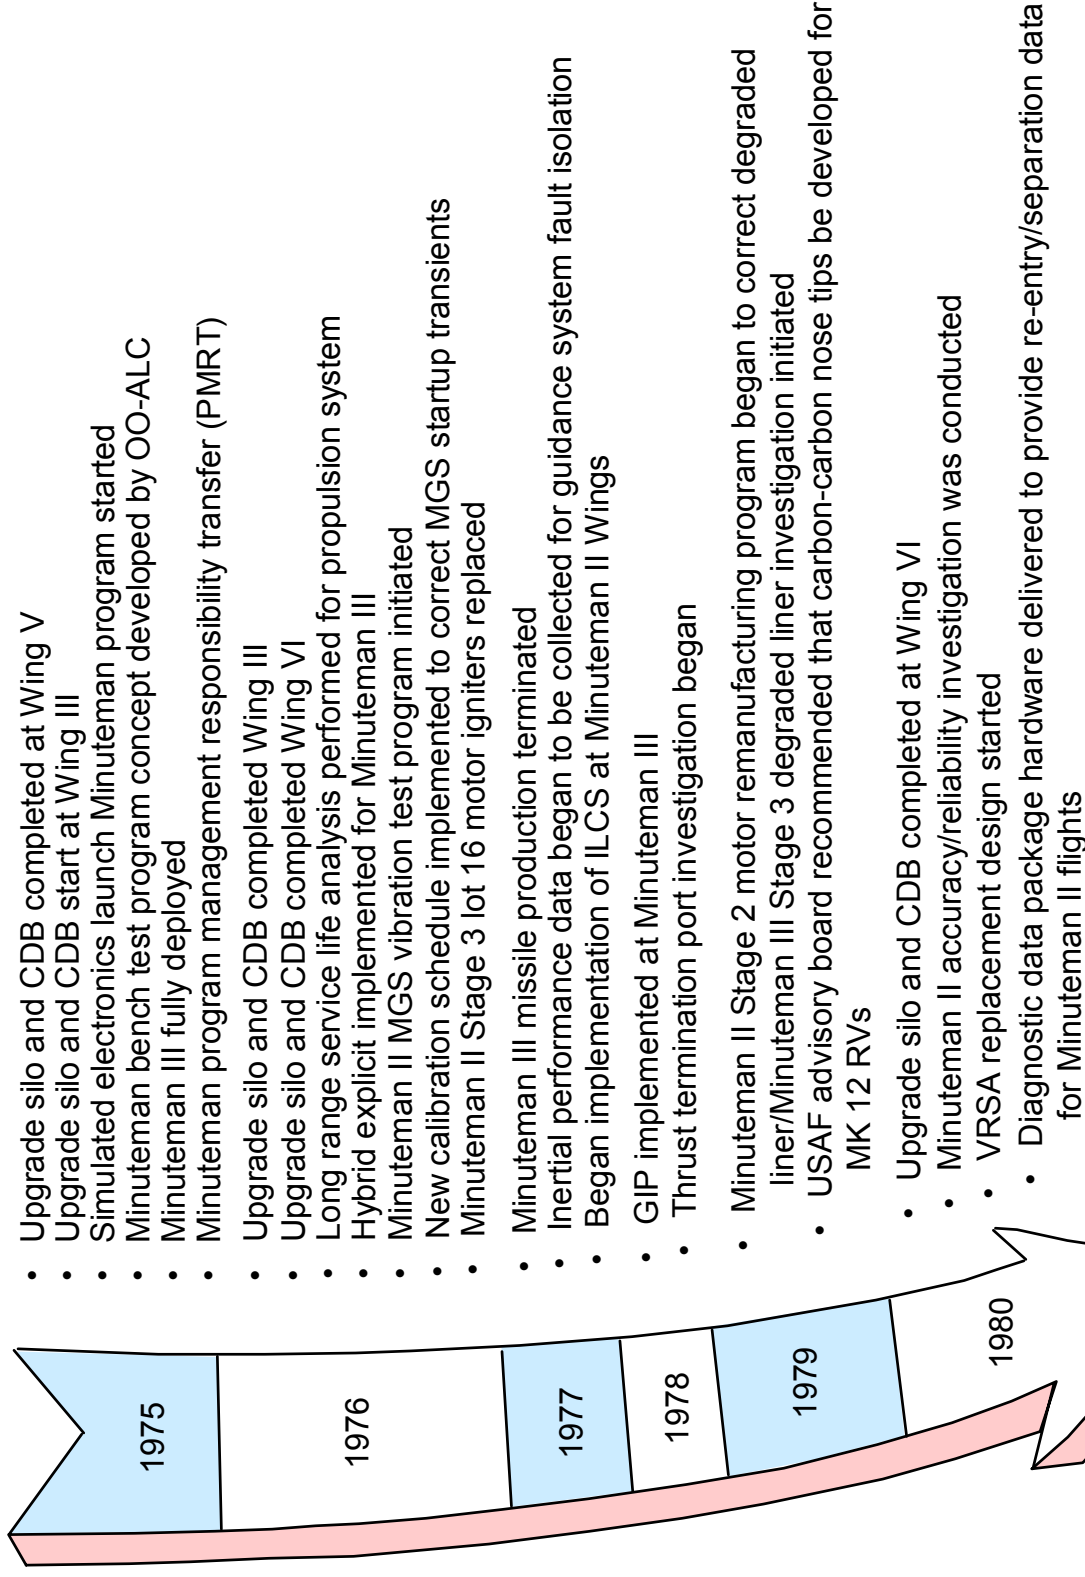 1975
• Upgrade silo and CDB completed at Wing V
• Upgrade silo and CDB start at Wing III
• Simulated electronics launch Minuteman program started
• Minuteman bench test program concept developed by OO-ALC
• Minuteman III fully deployed
• Minuteman program management responsibility transfer (PMRT)
1976
• Upgrade silo and CDB completed Wing III
• Upgrade silo and CDB completed Wing VI
• Long range service life analysis performed for propulsion system
• Hybrid explicit implemented for Minuteman III
• Minuteman II MGS vibration test program initiated
• New calibration schedule implemented to correct MGS startup transients
• Minuteman II Stage 3 lot 16 motor igniters replaced
1977
• Minuteman III missile production terminated
• Inertial performance data began to be collected for guidance system fault isolation
• Began implementation of ILCS at Minuteman II Wings
1978
• GIP implemented at Minuteman III
• Thrust termination port investigation began
1979
• Minuteman II Stage 2 motor remanufacturing program began to correct degraded
liner/Minuteman III Stage 3 degraded liner investigation initiated
• USAF advisory board recommended that carbon-carbon nose tips be developed for
MK 12 RVs
1980
• Upgrade silo and CDB completed at Wing VI
• Minuteman II accuracy/reliability investigation was conducted
• VRSA replacement design started
• Diagnostic data package hardware delivered to provide re-entry/separation data
for Minuteman II flights